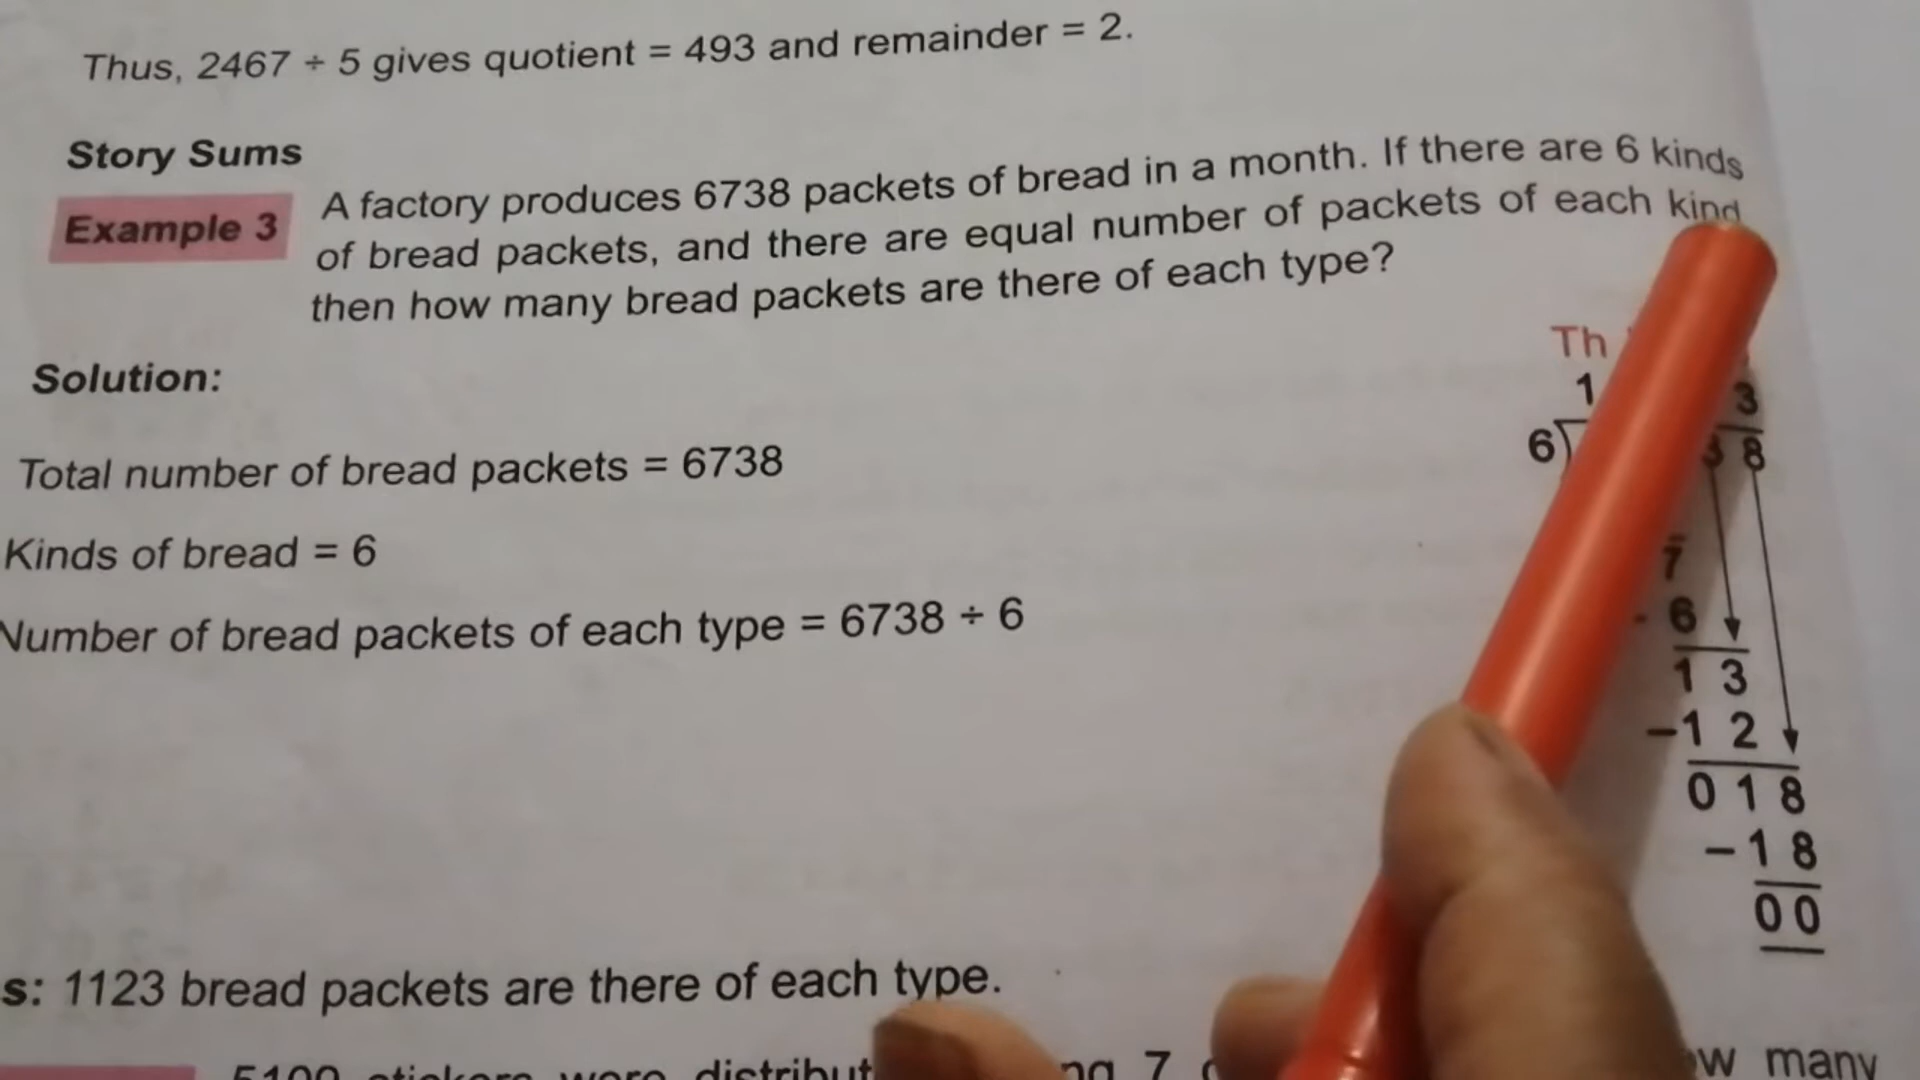 Thus, 2467 ÷ 5 gives quotient = 493 and remainder = 2.
Story Sums
Example 3 A factory produces 6738 packets of bread in a month. If there are 6 kinds
of bread packets, and there are equal number of packets of each kind
then how many bread packets are there of each type?
Solution:
Th
1 3
6) 3 8
Total number of bread packets = 6738
Kinds of bread = 6
7
- 6
Number of bread packets of each type = 6738 ÷ 6
1 3
–1 2
0 1 8
– 1 8
0 0
s: 1123 bread packets are there of each type.
5100 stickers were 7 many